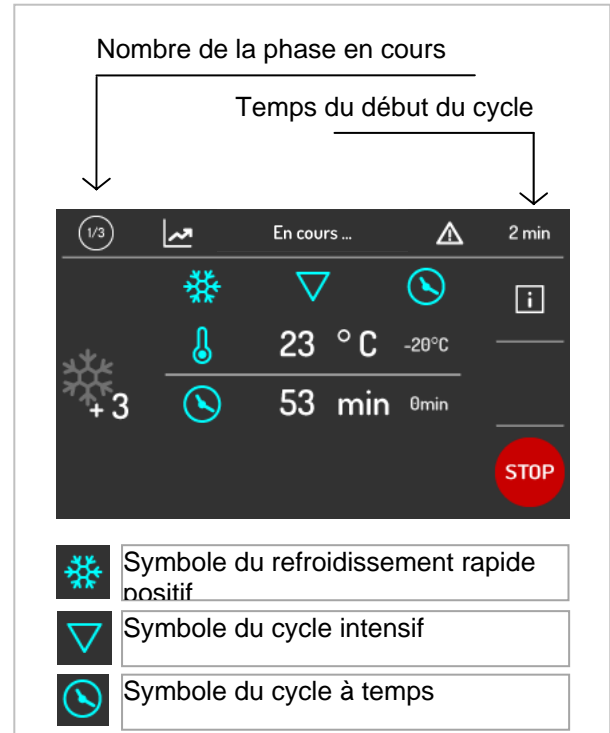 Nombre de la phase en cours
Temps du début du cycle
1/3 En cours ... 2 min
i
23 °C -20°C
+3
53 min 0min
STOP
Symbole du refroidissement rapide
positif
Symbole du cycle intensif
Symbole du cycle à temps